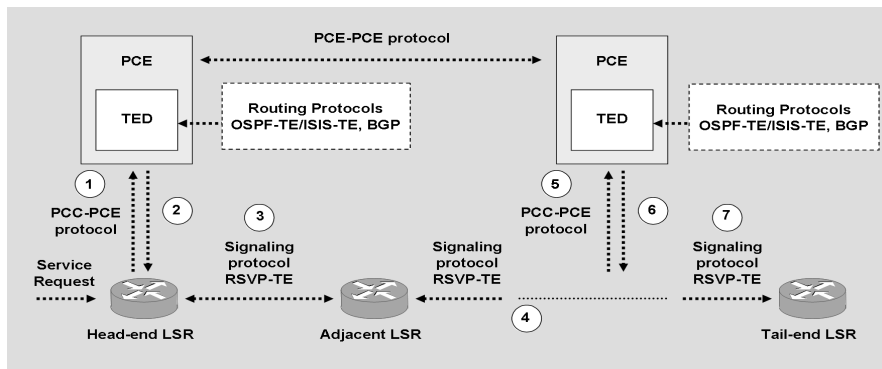 PCE-PCE protocol
PCE
TED
Routing Protocols
OSPF-TE/ISIS-TE, BGP
PCE
TED
Routing Protocols
OSPF-TE/ISIS-TE, BGP
1
PCC-PCE
protocol
2
3
Signaling
protocol
RSVP-TE
Signaling
protocol
RSVP-TE
5
PCC-PCE
protocol
6
7
Signaling
protocol
RSVP-TE
Service
Request
4
Head-end LSR
Adjacent LSR
Tail-end LSR